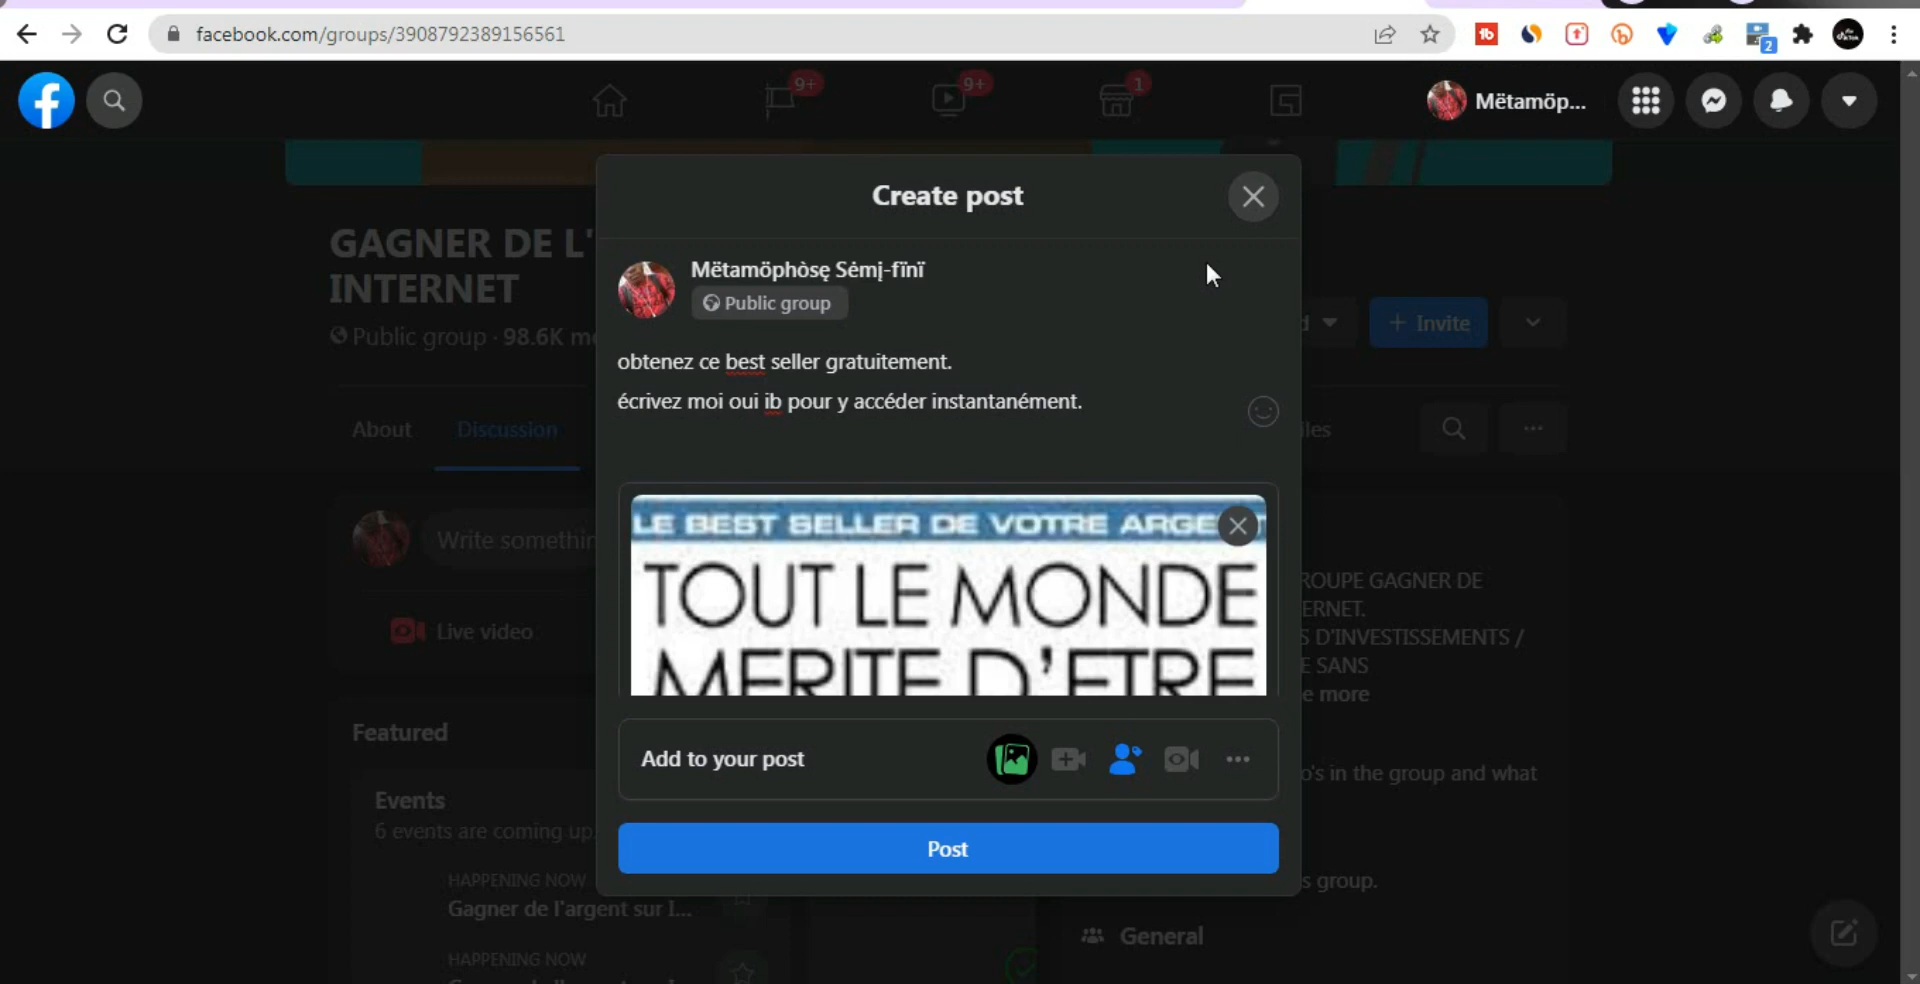 facebook.com/groups/3908792389156561
2
9+
9+
1
Mëtamöp...
Create post
GAGNER DE L'
INTERNET
Mëtamöphòsę Sémį-fïnï
Public group
Public group · 98.6K
Invite
obtenez ce best seller gratuitement.
écrivez moi oui ib pour y accéder instantanément.
About
Discussion
LE BEST SELLER DE VOTRE ARGENT
Write somethin
TOUT LE MONDE
MERITE D'ETRE
ROUPE GAGNER DE
ERNET.
S D'INVESTISSEMENTS /
E SANS
e more
Live video
Featured
Add to your post
o's in the group and what
Events
6 events are coming up
Post
HAPPENING NOW
Gagner de l'argent sur I...
s group.
General
HAPPENING NOW